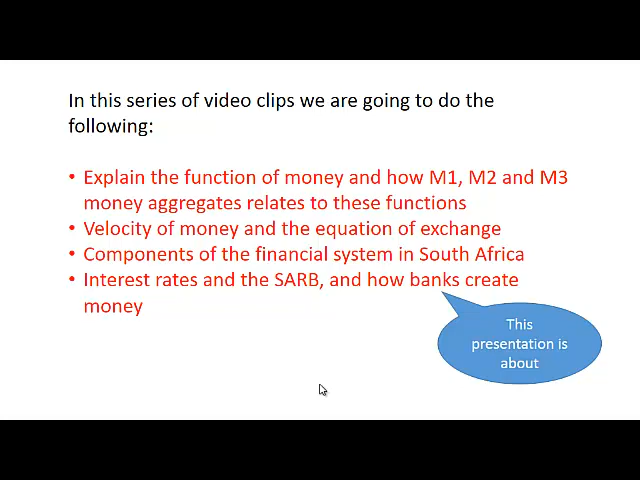 In this series of video clips we are going to do the
following:
• Explain the function of money and how M1, M2 and M3
money aggregates relates to these functions
• Velocity of money and the equation of exchange
• Components of the financial system in South Africa
• Interest rates and the SARB, and how banks create
money
This
presentation is
about